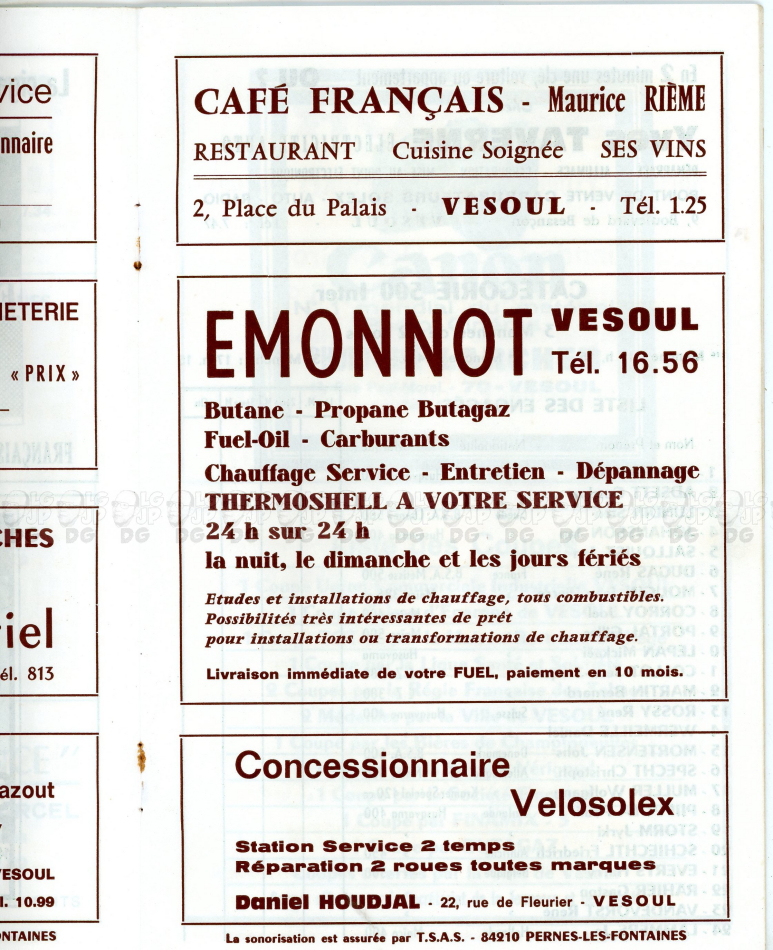 vice
nnaire
ETERIE
« PRIX »
CHES
iel
él. 813
azout
VESOUL
l. 10.99
ONTAINES
CAFÉ FRANÇAIS - Maurice RIÈME
RESTAURANT Cuisine Soignée SES VINS
2, Place du Palais - VESOUL - Tél. 1.25
EMONNOT VESOUL
Tél. 16.56
Butane - Propane Butagaz
Fuel-Oil - Carburants
Chauffage Service - Entretien - Dépannage
THERMOSHELL A VOTRE SERVICE
24 h sur 24 h
la nuit, le dimanche et les jours fériés
Etudes et installations de chauffage, tous combustibles.
Possibilités très intéressantes de prêt
pour installations ou transformations de chauffage.
Livraison immédiate de votre FUEL, paiement en 10 mois.
Concessionnaire
Velosolex
Station Service 2 temps
Réparation 2 roues toutes marques
Daniel HOUDJAL - 22, rue de Fleurier - VESOUL
La sonorisation est assurée par T.S.A.S. - 84210 PERNES-LES-FONTAINES